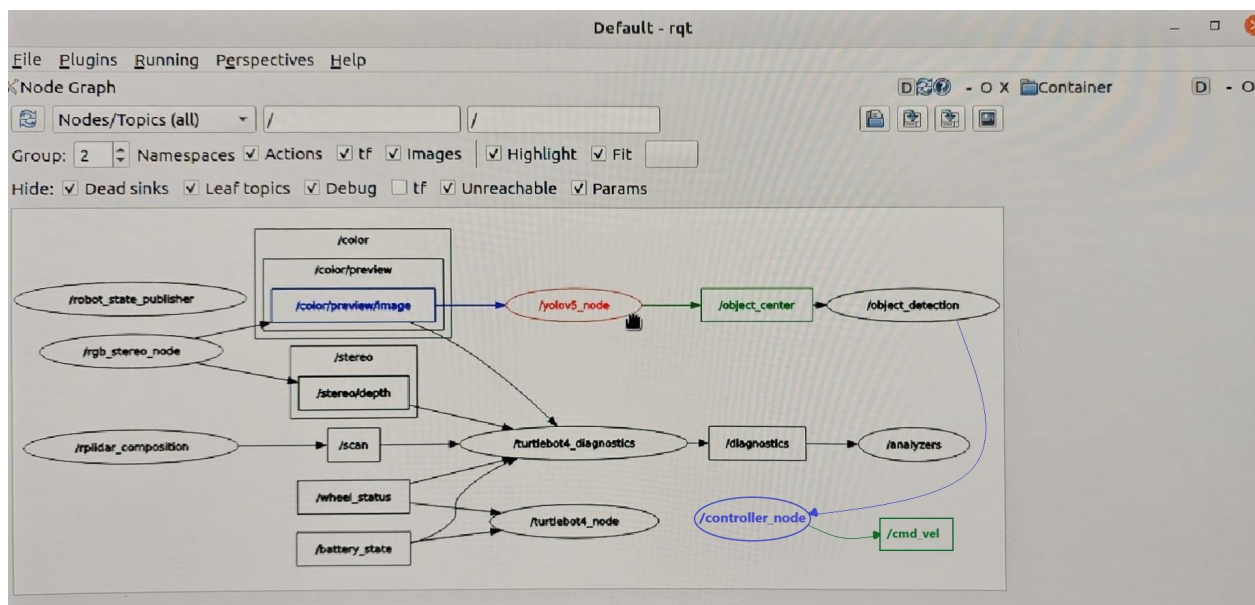 Default - rqt
File Plugins Running Perspectives Help
Node Graph D - O X Container D - O
Nodes/Topics (all) / /
Group: 2 Namespaces Actions tf Images Highlight Fit
Hide: Dead sinks Leaf topics Debug tf Unreachable Params
/color
/color/preview
/robot_state_publisher /color/preview/image /yolov5_node /object_center /object_detection
/rgb_stereo_node /stereo
/stereo/depth
/rplidar_composition /scan /turtlebot4_diagnostics /diagnostics /analyzers
/wheel_status
/turtlebot4_node /controller_node
/battery_state /cmd_vel